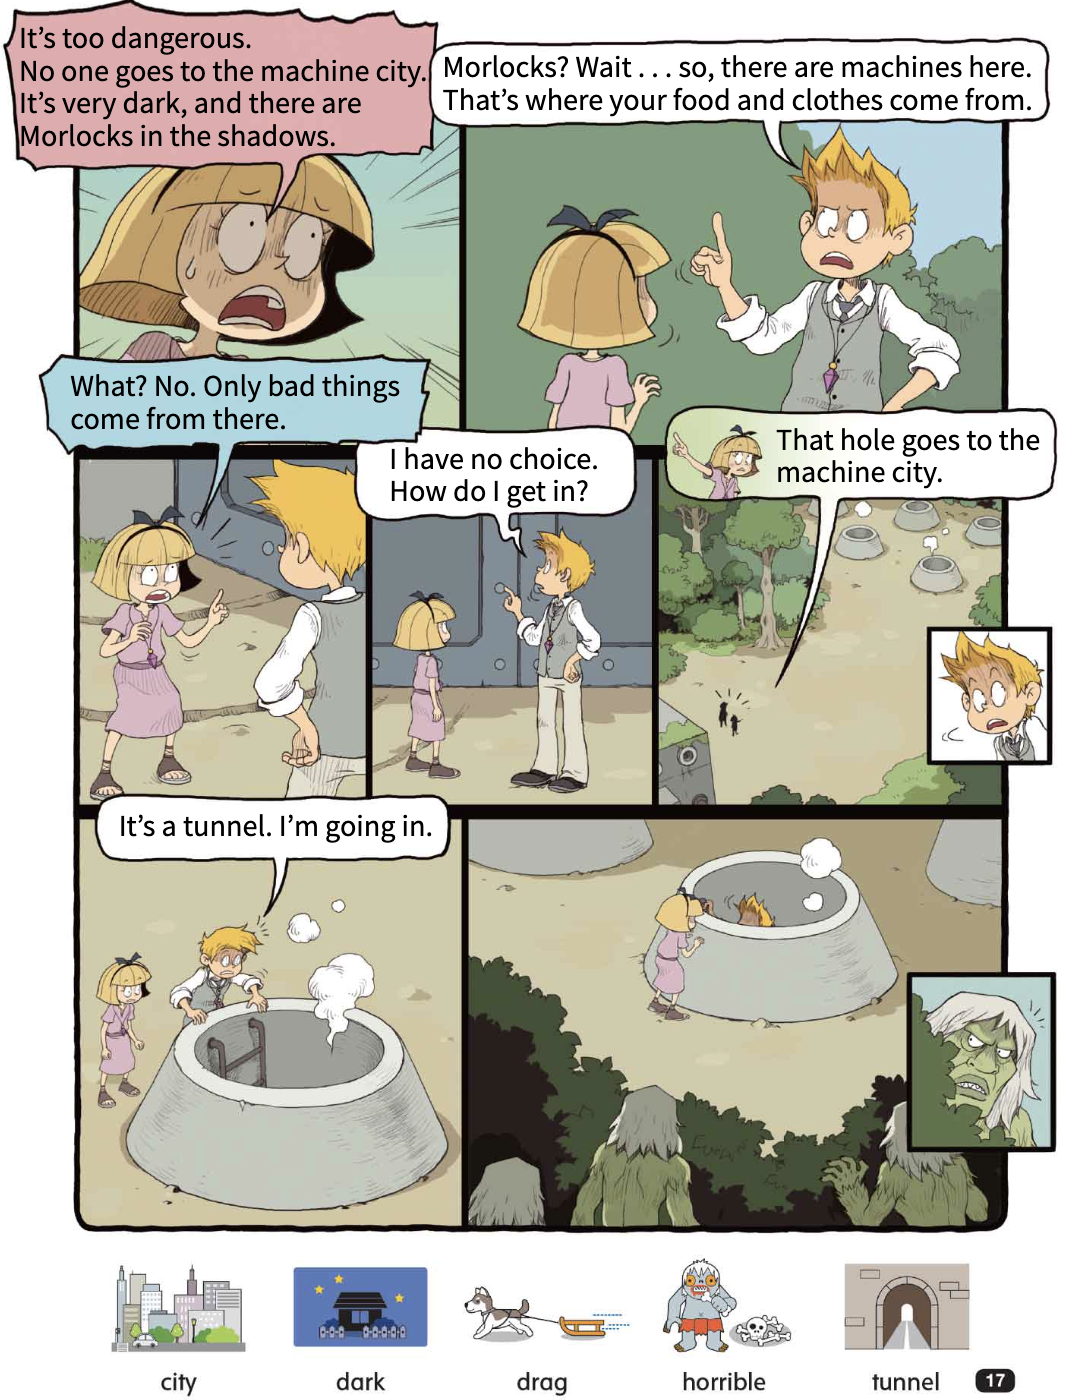 It's too dangerous.
No one goes to the machine city.
It's very dark, and there are
Morlocks in the shadows.
Morlocks? Wait . . . so, there are machines here.
That's where your food and clothes come from.
What? No. Only bad things
come from there.
I have no choice.
How do I get in?
That hole goes to the
machine city.
It's a tunnel. I'm going in.
city
dark
drag
horrible
tunnel
17